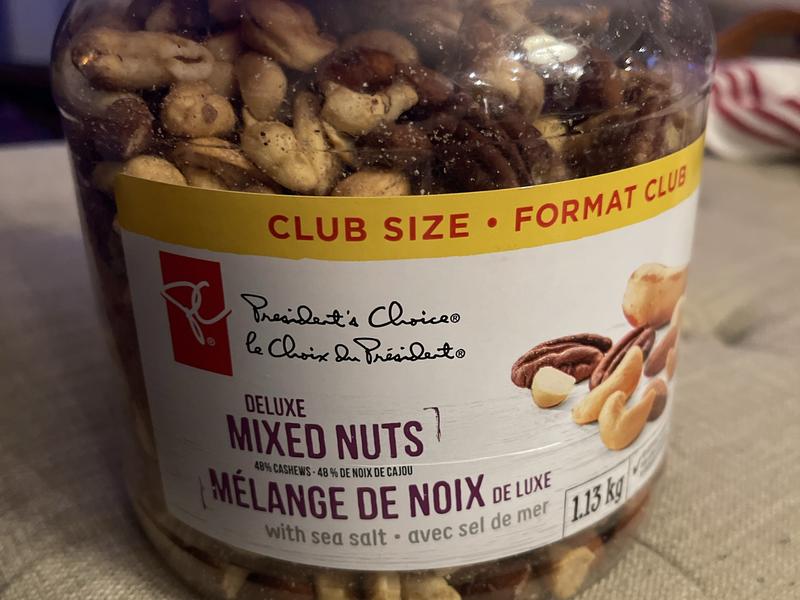 CLUB SIZE • FORMAT CLUB
PC®
President's Choice®
le Choix du Président®
DELUXE
MIXED NUTS
48% CASHEWS • 48 % DE NOIX DE CAJOU
MÉLANGE DE NOIX DE LUXE
with sea salt • avec sel de mer
1.13 kg